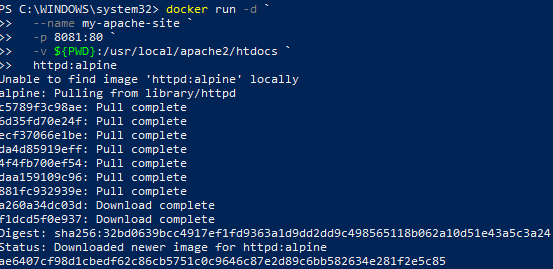 PS C:\WINDOWS\system32> docker run -d `
>>   --name my-apache-site `
>>   -p 8081:80 `
>>   -v ${PWD}:/usr/local/apache2/htdocs `
>>   httpd:alpine
Unable to find image 'httpd:alpine' locally
alpine: Pulling from library/httpd
c5789f3c98ae: Pull complete
6d35fd70e24f: Pull complete
ecf37066e1be: Pull complete
da4d85919eff: Pull complete
4f4fb700ef54: Pull complete
daa159109c96: Pull complete
881fc932939e: Pull complete
a260a34dc03d: Download complete
f1dcd5f0e937: Download complete
Digest: sha256:32bd0639bcc4917ef1fd9363a1d9dd2dd9c498565118b062a10d51e43a5c3a24
Status: Downloaded newer image for httpd:alpine
ae6407cf98d1cbedf62c86cb5751c0c9646c87e2d89c6bb582634e281f2e5c85